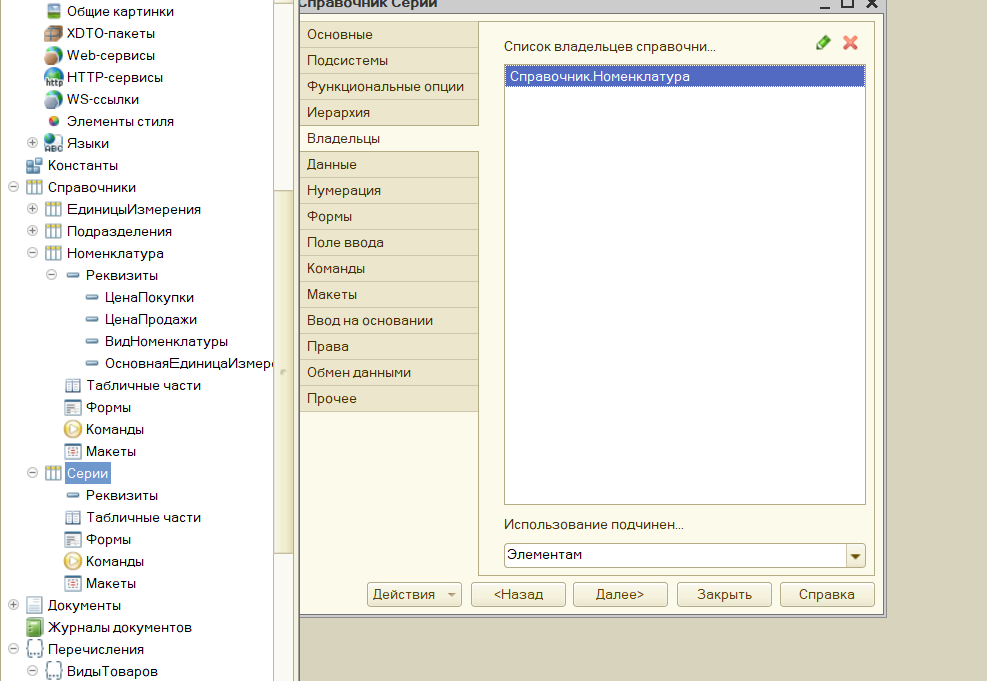 Общие картинки
XDTO-пакеты
Web-сервисы
HTTP-сервисы
WS-ссылки
Элементы стиля
Языки
Константы
Справочники
ЕдиницыИзмерения
Подразделения
Номенклатура
Реквизиты
ЦенаПокупки
ЦенаПродажи
ВидНоменклатуры
ОсновнаяЕдиницаИзмере
Табличные части
Формы
Команды
Макеты
Серии
Реквизиты
Табличные части
Формы
Команды
Макеты
Документы
Журналы документов
Перечисления
ВидыТоваров
Справочник Серии
Основные
Подсистемы
Функциональные опции
Иерархия
Владельцы
Данные
Нумерация
Формы
Поле ввода
Команды
Макеты
Ввод на основании
Права
Обмен данными
Прочее
Список владельцев справочни...
Справочник.Номенклатура
Использование подчинен...
Элементам
Действия
<Назад
Далее>
Закрыть
Справка